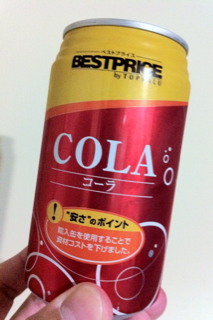 ベストプライス
BESTPRICE
by TOPVALU
COLA
コーラ
!
"安さ"のポイント
輸入缶を使用することで
資材コストを下げました。